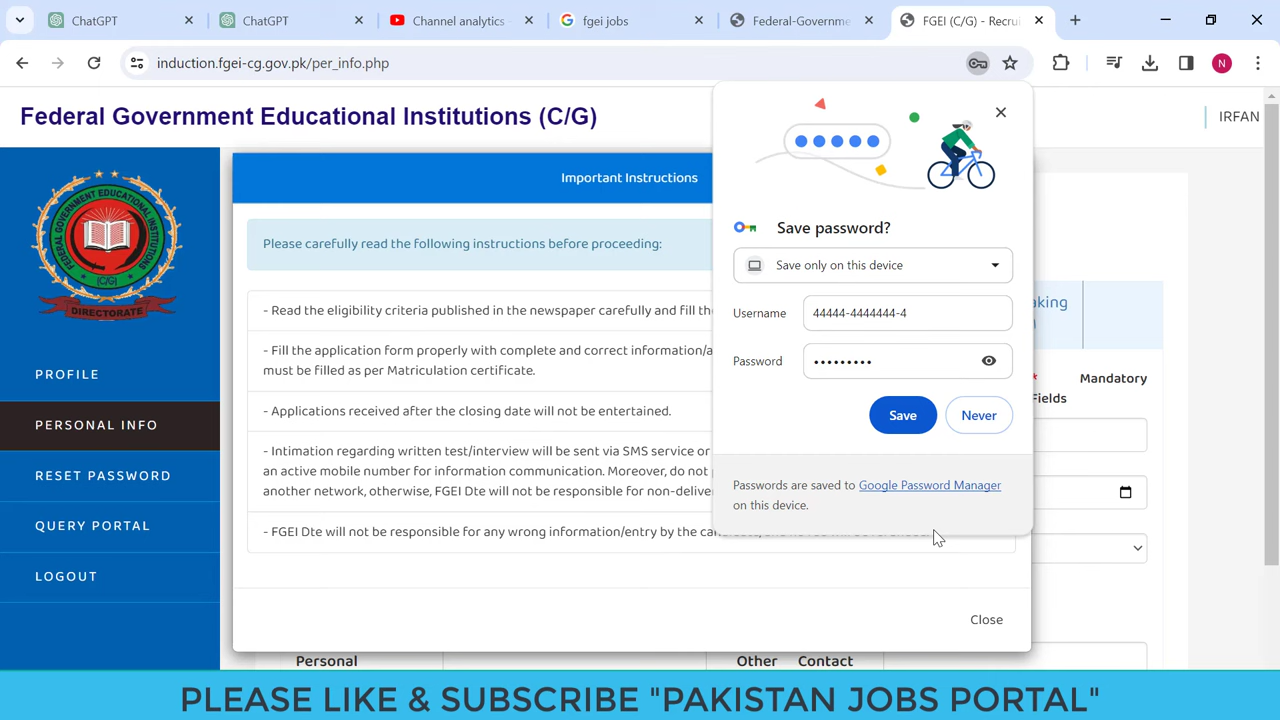 ChatGPT
ChatGPT
Channel analytics -
fgei jobs
Federal-Governme
FGEI (C/G) - Recrui
induction.fgei-cg.gov.pk/per_info.php
N
Federal Government Educational Institutions (C/G)
IRFAN
FEDERAL GOVERNMENT EDUCATIONAL INSTITUTIONS
(C/G)
DIRECTORATE
PROFILE
PERSONAL INFO
RESET PASSWORD
QUERY PORTAL
LOGOUT
Important Instructions
Please carefully read the following instructions before proceeding:
- Read the eligibility criteria published in the newspaper carefully and fill the
- Fill the application form properly with complete and correct information/a
must be filled as per Matriculation certificate.
- Applications received after the closing date will not be entertained.
- Intimation regarding written test/interview will be sent via SMS service or
an active mobile number for information communication. Moreover, do not
another network, otherwise, FGEI Dte will not be responsible for non-deliver
- FGEI Dte will not be responsible for any wrong information/entry by the
Close
Save password?
Save only on this device
Username
44444-4444444-4
Password
•••••••••
Save
Never
Passwords are saved to Google Password Manager
on this device.
aking
* Mandatory
Fields
Personal
Other Contact
PLEASE LIKE & SUBSCRIBE "PAKISTAN JOBS PORTAL"